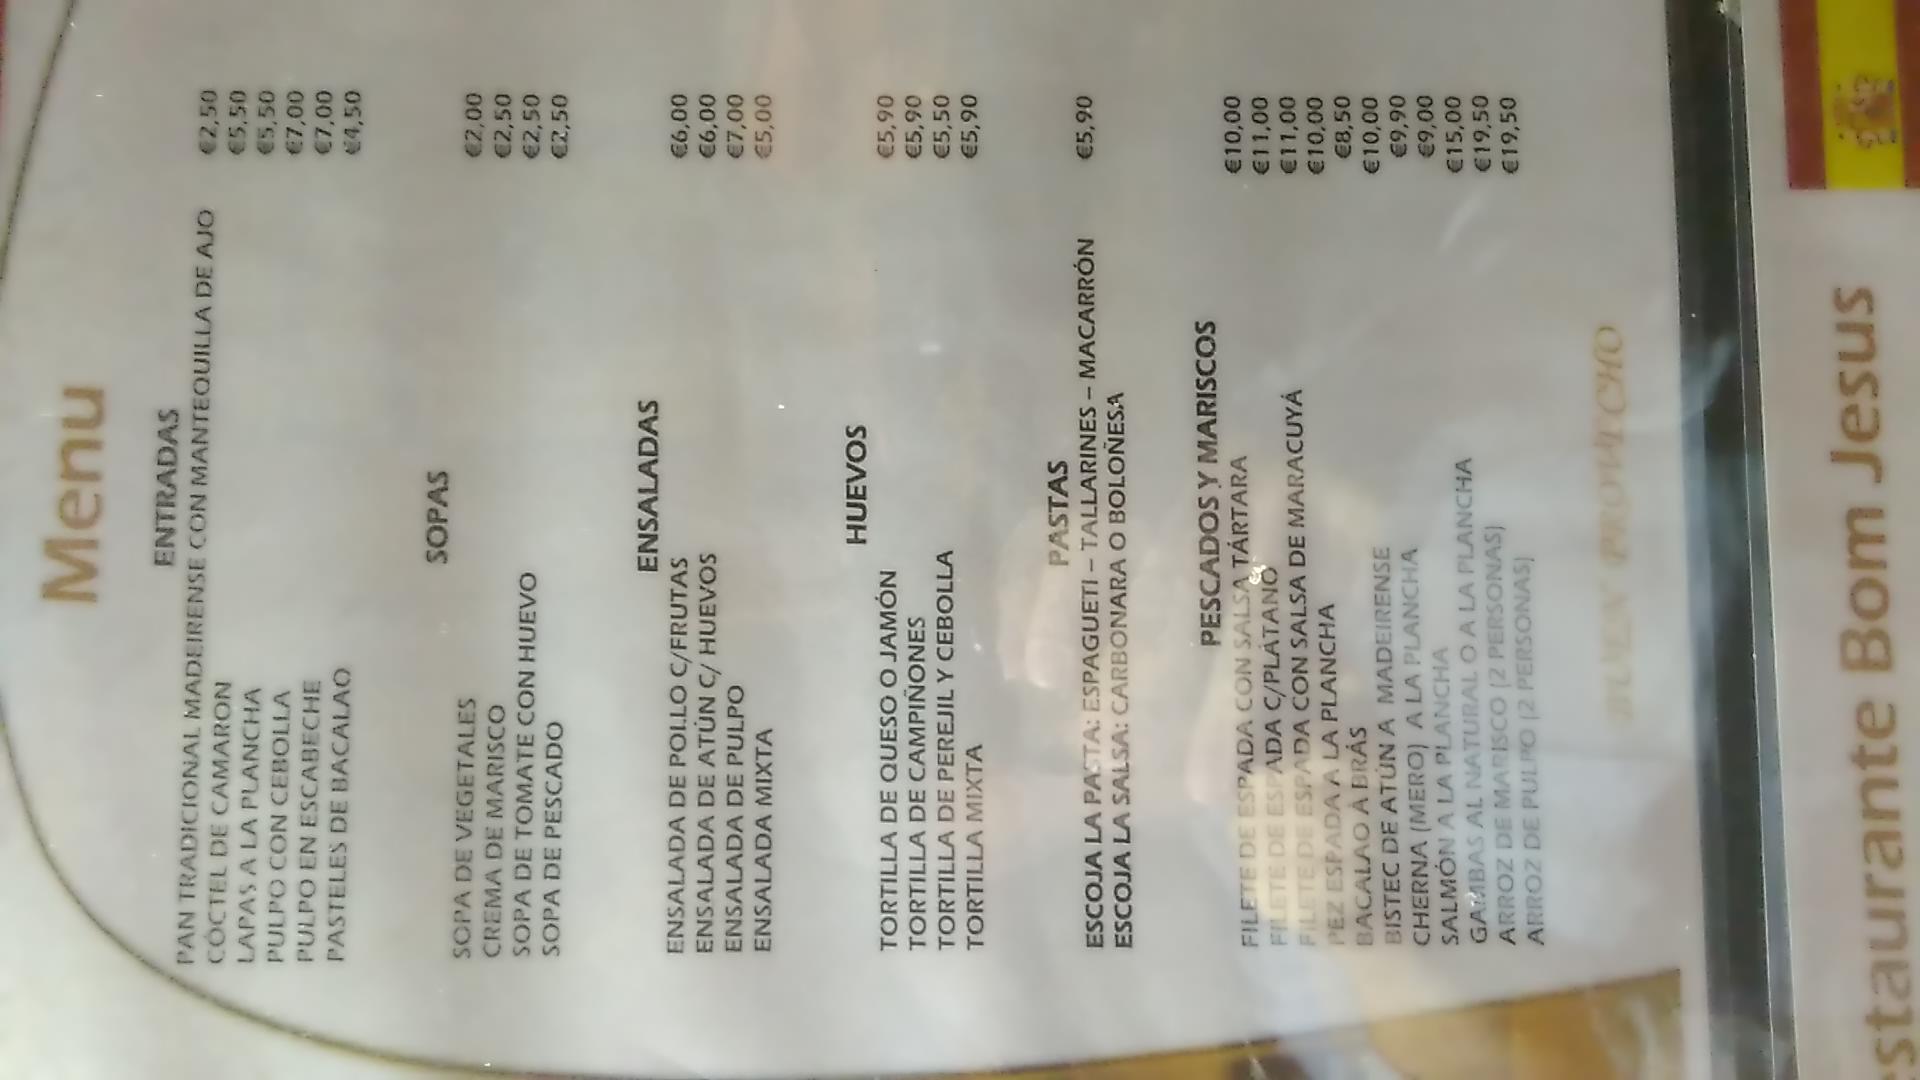 Menu
ENTRADAS
PAN TRADICIONAL MADEIRENSE CON MANTEQUILLA DE AJO €2,50
CÓCTEL DE CAMARON €5,50
LAPAS A LA PLANCHA €5,50
PULPO CON CEBOLLA €7,00
PULPO EN ESCABECHE €7,00
PASTELES DE BACALAO €4,50
SOPAS
SOPA DE VEGETALES €2,00
CREMA DE MARISCO €2,50
SOPA DE TOMATE CON HUEVO €2,50
SOPA DE PESCADO €2,50
ENSALADAS
ENSALADA DE POLLO C/FRUTAS €6,00
ENSALADA DE ATÚN C/ HUEVOS €6,00
ENSALADA DE PULPO €7,00
ENSALADA MIXTA €5,00
HUEVOS
TORTILLA DE QUESO O JAMÓN €5,90
TORTILLA DE CAMPIÑONES €5,90
TORTILLA DE PEREJIL Y CEBOLLA €5,50
TORTILLA MIXTA €5,90
PASTAS
ESCOJA LA PASTA: ESPAGUETI – TALLARINES – MACARRÓN €5,90
ESCOJA LA SALSA: CARBONARA O BOLOÑESA
PESCADOS Y MARISCOS
FILETE DE ESPADA CON SALSA TÁRTARA €10,00
FILETE DE ESPADA C/PLÁTANO €11,00
FILETE DE ESPADA CON SALSA DE MARACUYÁ €11,00
PEZ ESPADA A LA PLANCHA €10,00
BACALAO À BRÁS €8,50
BISTEC DE ATÚN A MADEIRENSE €10,00
CHERNA (MERO) A LA PLANCHA €9,90
SALMÓN A LA PLANCHA €9,00
GAMBAS AL NATURAL O A LA PLANCHA €15,00
ARROZ DE MARISCO (2 PERSONAS) €19,50
ARROZ DE PULPO (2 PERSONAS) €19,50
BUEN PROVECHO
estaurante Bom Jesus